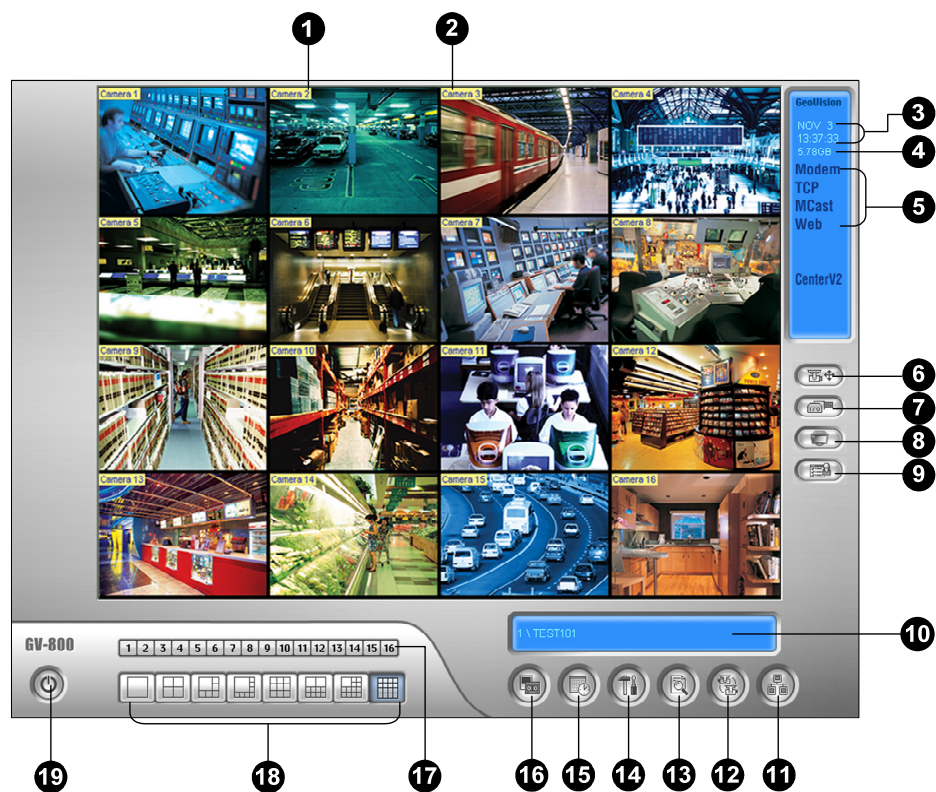 1 2
Camera 1 Camera 2 Camera 3 Camera 4
GeoVision
NOV 3
3
13:37:33
5.78GB
4
Modem
TCP
MCast
5
Web
Camera 5 Camera 6 Camera 7 Camera 8
CenterV2
Camera 9 Camera 10 Camera 11 Camera 12
6
7
8
9
Camera 13 Camera 14 Camera 15 Camera 16
1 \ TEST101
10
GV-800
1 2 3 4 5 6 7 8 9 10 11 12 13 14 15 16
19 18 17 16 15 14 13 12 11